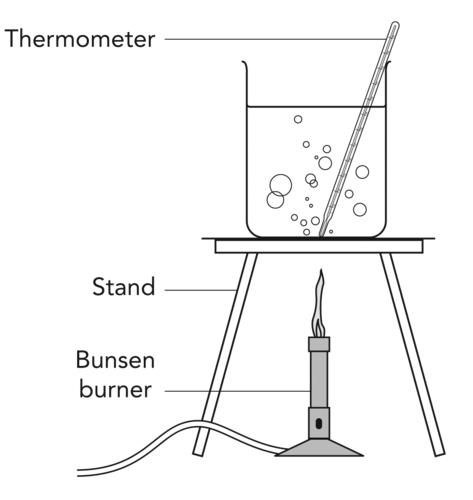 Thermometer
Stand
Bunsen
burner